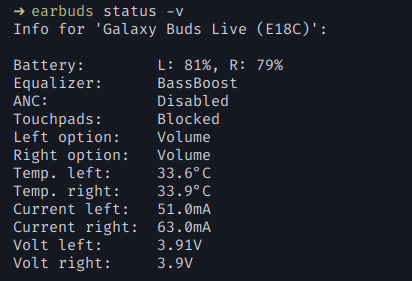 ➜ earbuds status -v
Info for 'Galaxy Buds Live (E18C)':
Battery: L: 81%, R: 79%
Equalizer: BassBoost
ANC: Disabled
Touchpads: Blocked
Left option: Volume
Right option: Volume
Temp. left: 33.6°C
Temp. right: 33.9°C
Current left: 51.0mA
Current right: 63.0mA
Volt left: 3.91V
Volt right: 3.9V